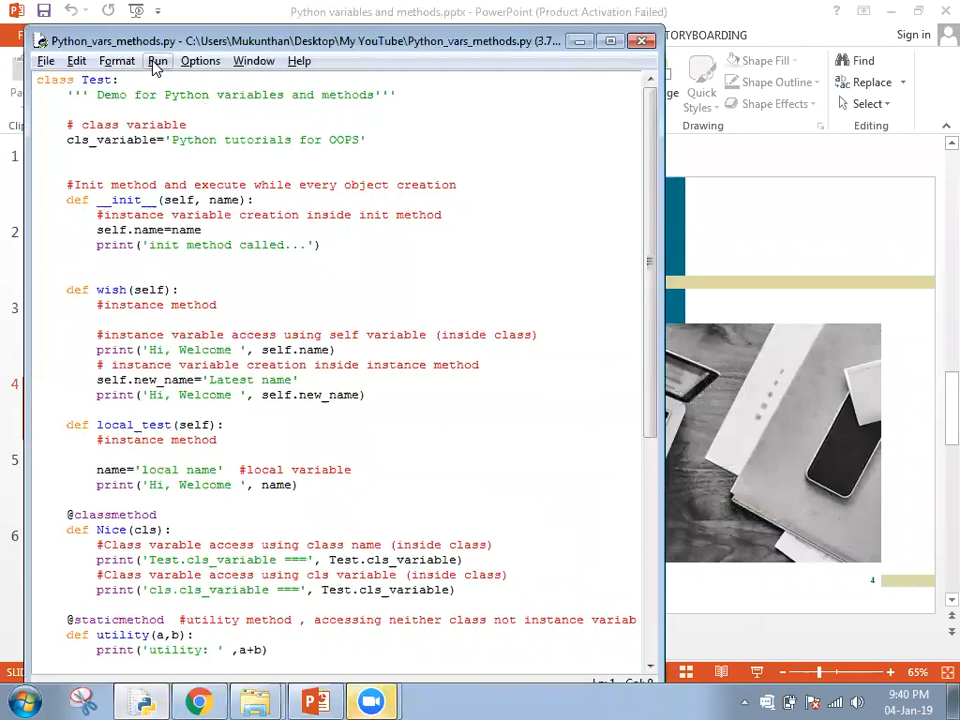 Python variables and methods.pptx - PowerPoint (Product Activation Failed)
Python_vars_methods.py - C:\Users\Mukunthan\Desktop\My YouTube\Python_vars_methods.py (3.7...
File Edit Format Run Options Window Help
TORYBOARDING
Sign in
Quick
Styles
Shape Fill
Shape Outline
Shape Effects
Drawing
Find
Replace
Select
Editing
class Test:
''' Demo for Python variables and methods'''
# class variable
cls_variable='Python tutorials for OOPS'
#Init method and execute while every object creation
def __init__(self, name):
#instance variable creation inside init method
self.name=name
print('init method called...')
def wish(self):
#instance method
#instance varable access using self variable (inside class)
print('Hi, Welcome ', self.name)
# instance variable creation inside instance method
self.new_name='Latest name'
print('Hi, Welcome ', self.new_name)
def local_test(self):
#instance method
name='local name'  #local variable
print('Hi, Welcome ', name)
@classmethod
def Nice(cls):
#Class varable access using class name (inside class)
print('Test.cls_variable ===', Test.cls_variable)
#Class varable access using cls variable (inside class)
print('cls.cls_variable ===', Test.cls_variable)
@staticmethod  #utility method , accessing neither class not instance variab
def utility(a,b):
print('utility: ' ,a+b)
1
2
3
4
5
6
4
65%
9:40 PM
04-Jan-19